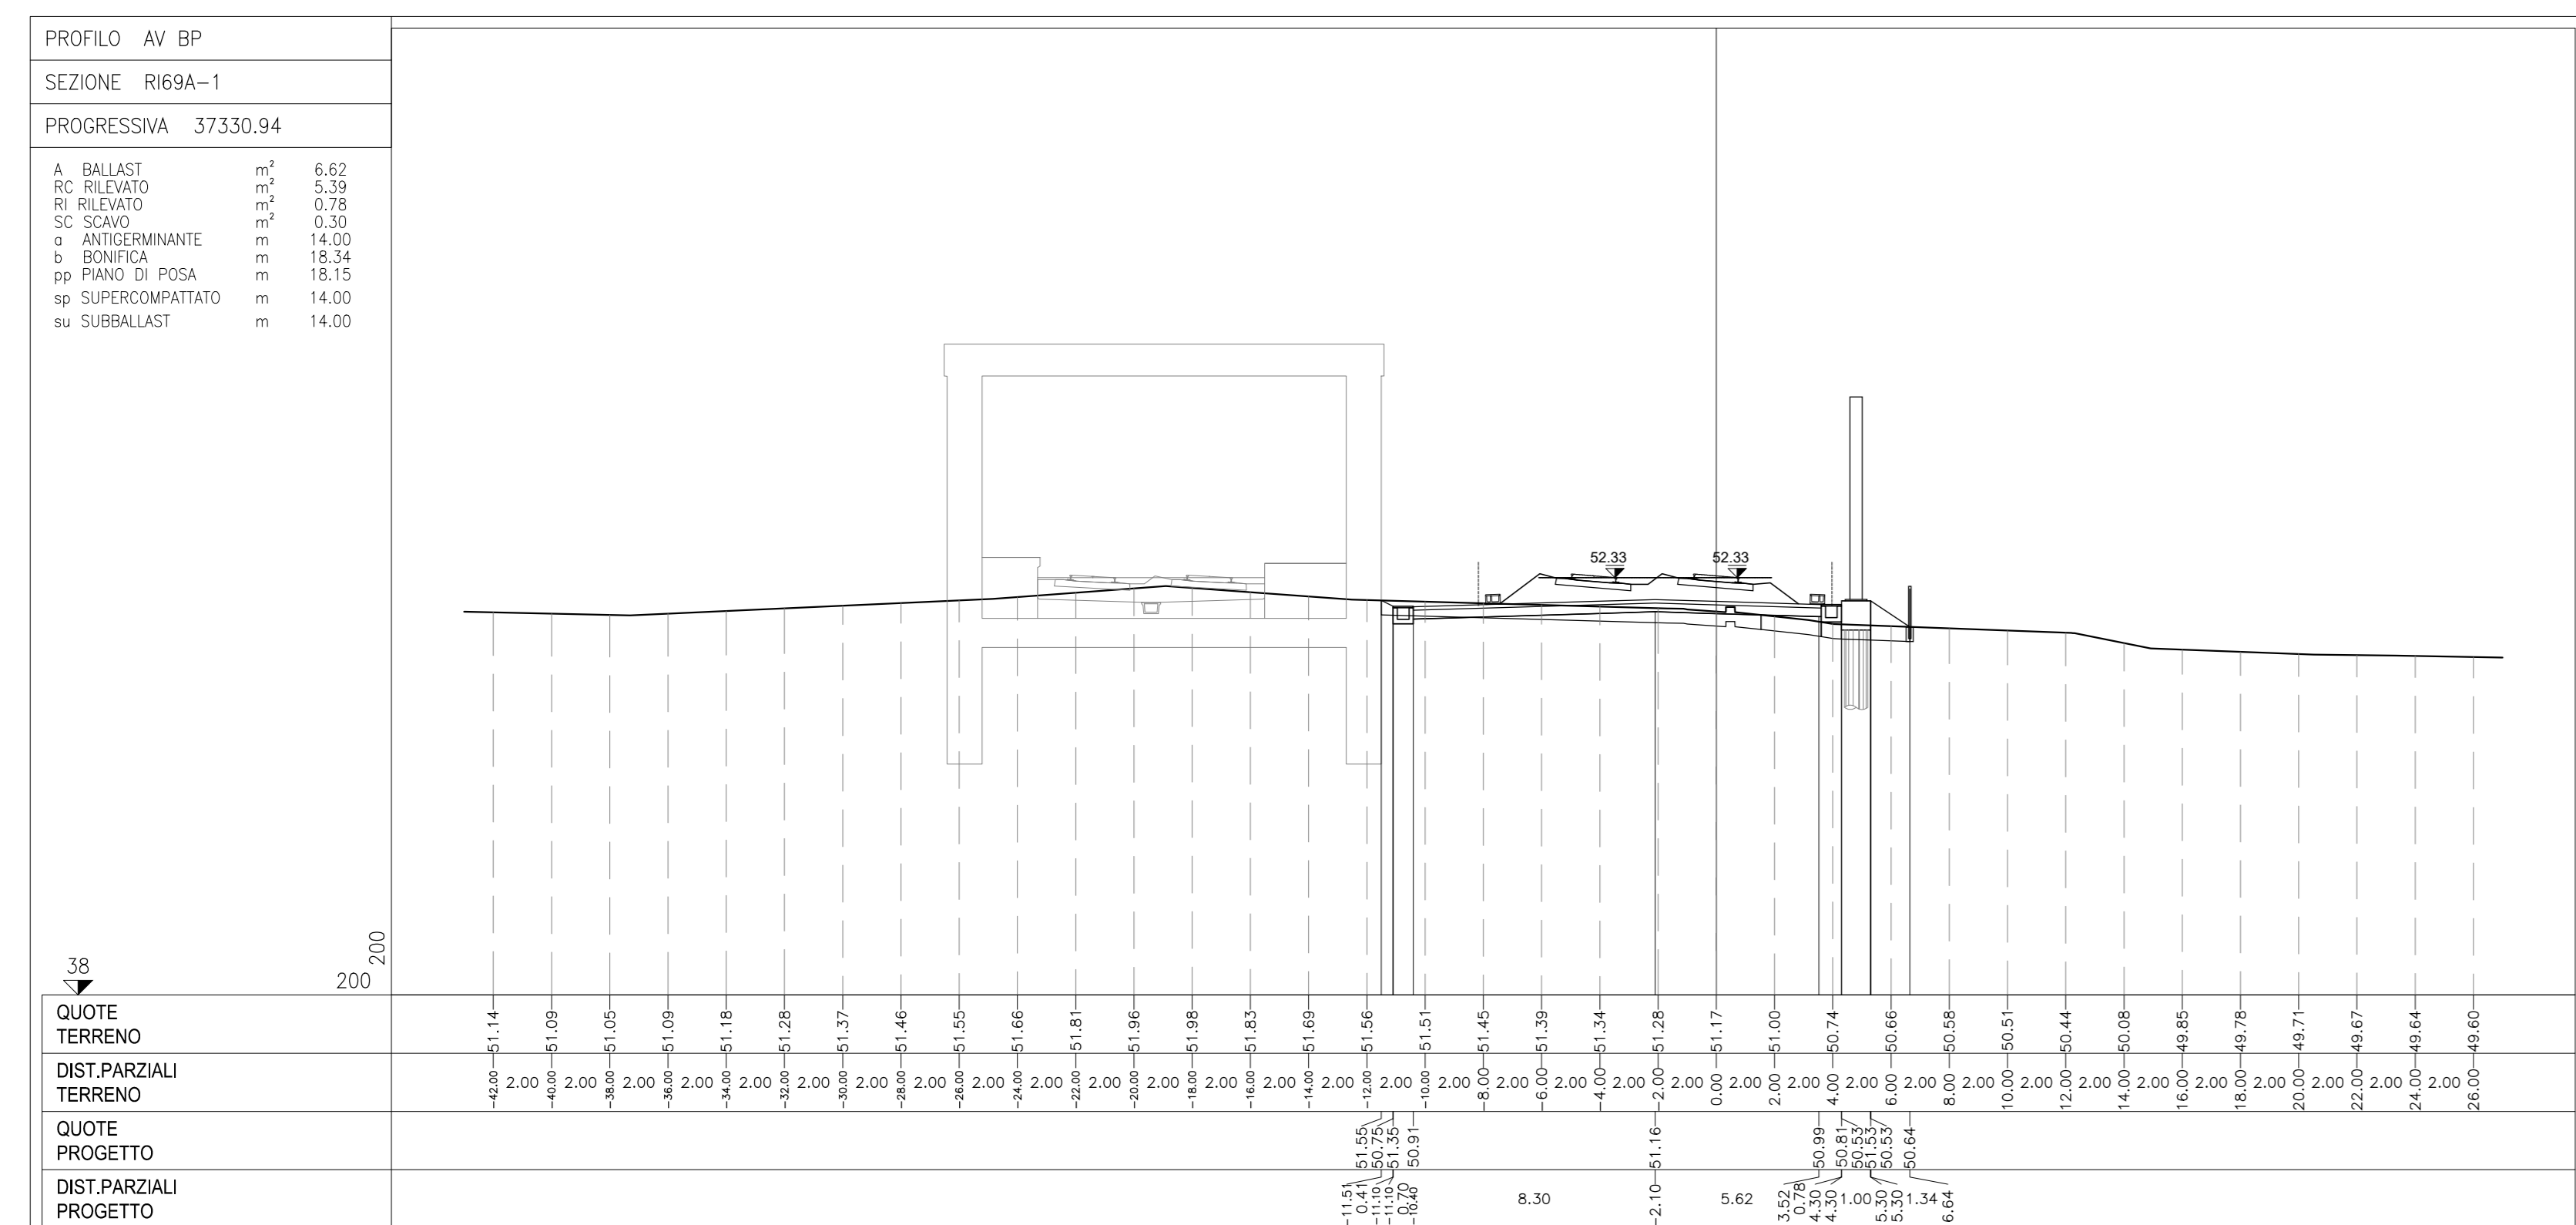 PROFILO AV BP
SEZIONE RI69A-1
PROGRESSIVA 37330.94
A BALLAST m² 6.62
RC RILEVATO m² 5.39
RI RILEVATO m² 0.78
SC SCAVO m² 0.30
a ANTIGERMINANTE m 14.00
b BONIFICA m 18.34
pp PIANO DI POSA m 18.15
sp SUPERCOMPATTATO m 14.00
su SUBBALLAST m 14.00
52.33 52.33
38
200
200
QUOTE
TERRENO
51.14 51.09 51.05 51.09 51.18 51.28 51.37 51.46 51.55 51.66 51.81 51.96 51.98 51.83 51.69 51.56 51.51 51.45 51.39 51.34 51.28 51.17 51.00 50.74 50.66 50.58 50.51 50.44 50.08 49.85 49.78 49.71 49.67 49.64 49.60
DIST.PARZIALI
TERRENO
-42.00 2.00 -40.00 2.00 -38.00 2.00 -36.00 2.00 -34.00 2.00 -32.00 2.00 -30.00 2.00 -28.00 2.00 -26.00 2.00 -24.00 2.00 -22.00 2.00 -20.00 2.00 -18.00 2.00 -16.00 2.00 -14.00 2.00 -12.00 2.00 -10.00 2.00 -8.00 2.00 -6.00 2.00 -4.00 2.00 -2.00 2.00 0.00 2.00 2.00 2.00 4.00 2.00 6.00 2.00 8.00 2.00 10.00 2.00 12.00 2.00 14.00 2.00 16.00 2.00 18.00 2.00 20.00 2.00 22.00 2.00 24.00 2.00 26.00
QUOTE
PROGETTO
51.55 50.75 51.35 50.91 51.16 50.99 50.81 50.53 51.53 50.53 50.64
DIST.PARZIALI
PROGETTO
-11.51 0.41 -11.10 -11.10 0.70 -10.40 8.30 -2.10 5.62 3.52 0.78 4.30 4.30 1.00 5.30 5.30 1.34 6.64